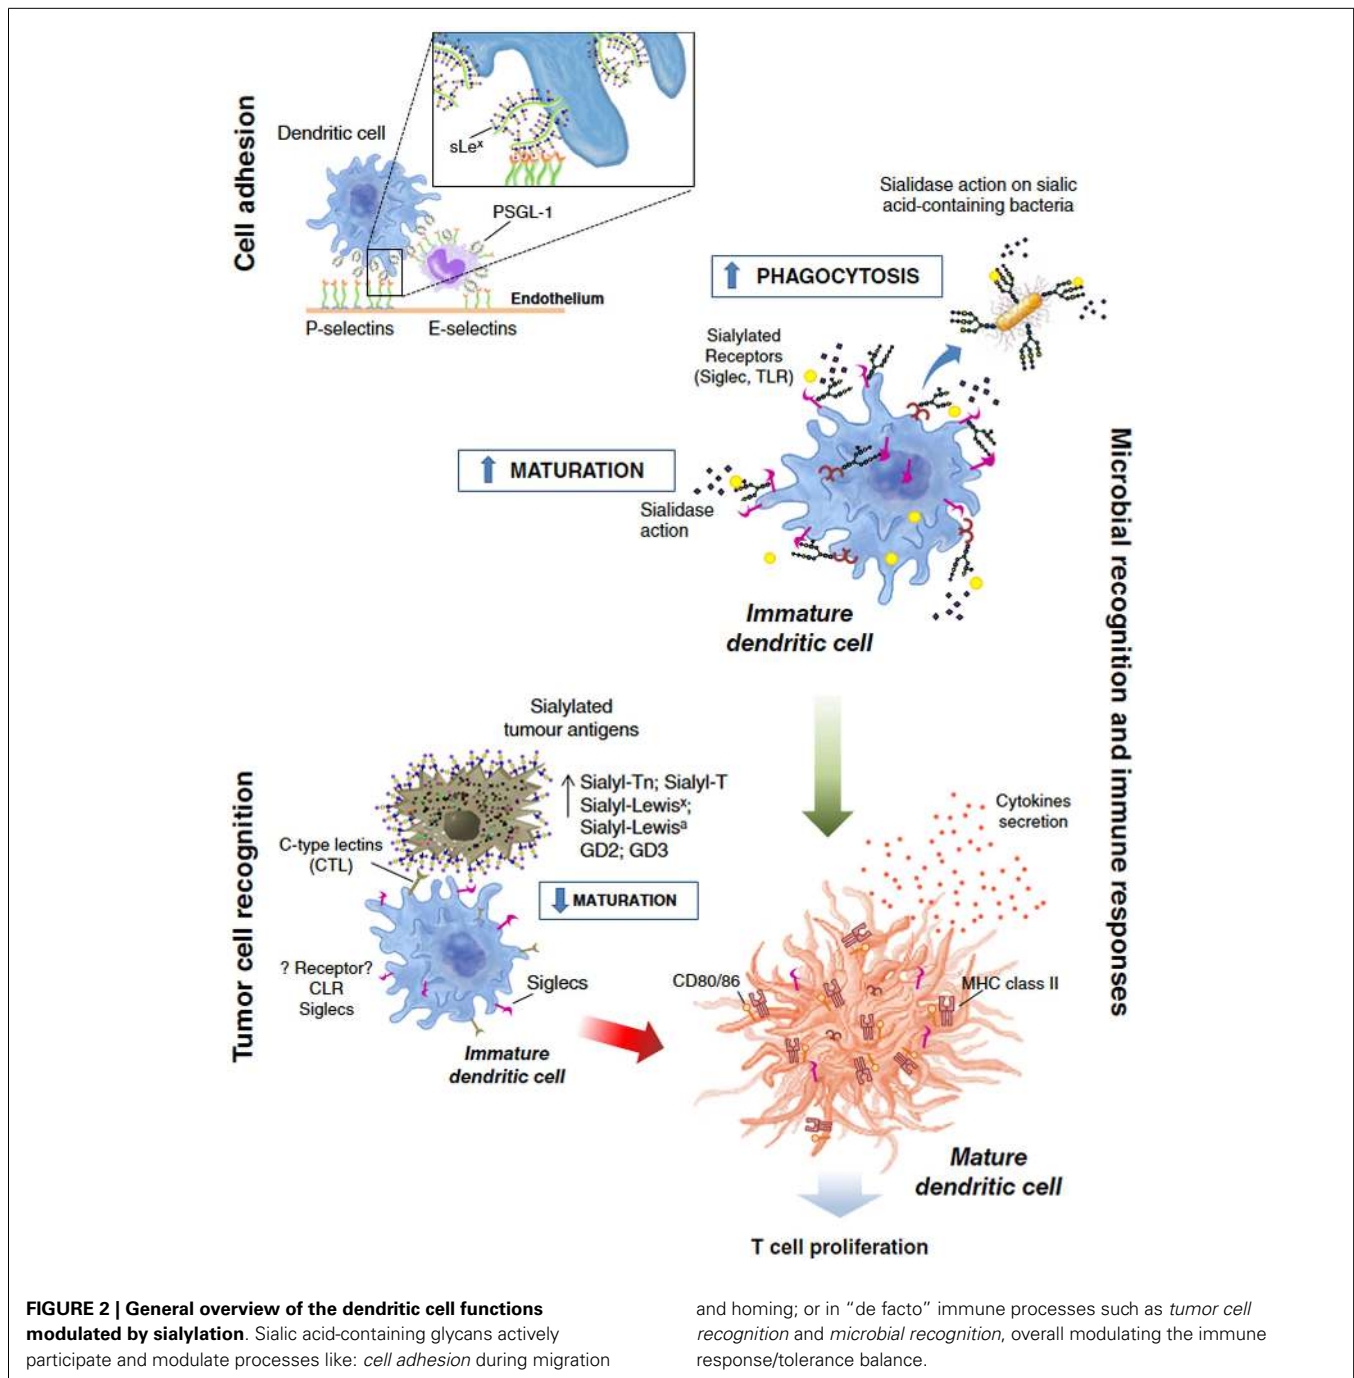 Cell adhesion
Dendritic cell
sLeˣ
PSGL-1
Endothelium
P-selectins
E-selectins
Sialidase action on sialic
acid-containing bacteria
PHAGOCYTOSIS
Sialylated
Receptors
(Siglec, TLR)
MATURATION
Sialidase
action
Immature
dendritic cell
Microbial recognition and immune responses
Tumor cell recognition
Sialylated
tumour antigens
Sialyl-Tn; Sialyl-T
Sialyl-Lewisˣ;
Sialyl-Lewisᵃ
GD2; GD3
C-type lectins
(CTL)
MATURATION
? Receptor?
CLR
Siglecs
Siglecs
Immature
dendritic cell
Cytokines
secretion
CD80/86
MHC class II
Mature
dendritic cell
T cell proliferation
FIGURE 2 | General overview of the dendritic cell functions
modulated by sialylation. Sialic acid-containing glycans actively
participate and modulate processes like: cell adhesion during migration
and homing; or in “de facto” immune processes such as tumor cell
recognition and microbial recognition, overall modulating the immune
response/tolerance balance.